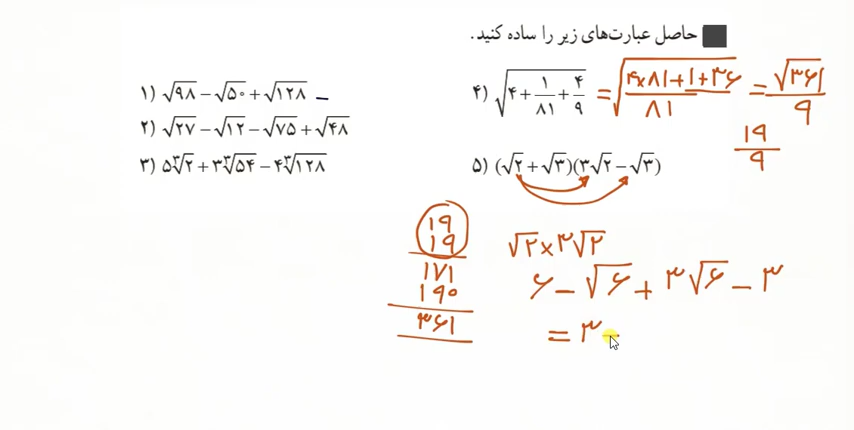 حاصل عبارت‌های زیر را ساده کنید.
۱) √۹۸ − √۵۰ + √۱۲۸ −
۲) √۲۷ − √۱۲ − √۷۵ + √۴۸
۳) ۵∛۲ + ۳∛۵۴ − ۴∛۱۲۸
۴) √(۴ + ۱/۸۱ + ۴/۹) = √((۴×۸۱+۱+۳۶)/۸۱) = √۳۶۱/۹
۱۹/۹
۵) (√۲ + √۳)(۳√۲ − √۳)
۱۹
۱۹
۱۷۱
۱۹۰
۳۶۱
√۲ × ۳√۲
۶ − √۶ + ۳√۶ − ۳
= ۳